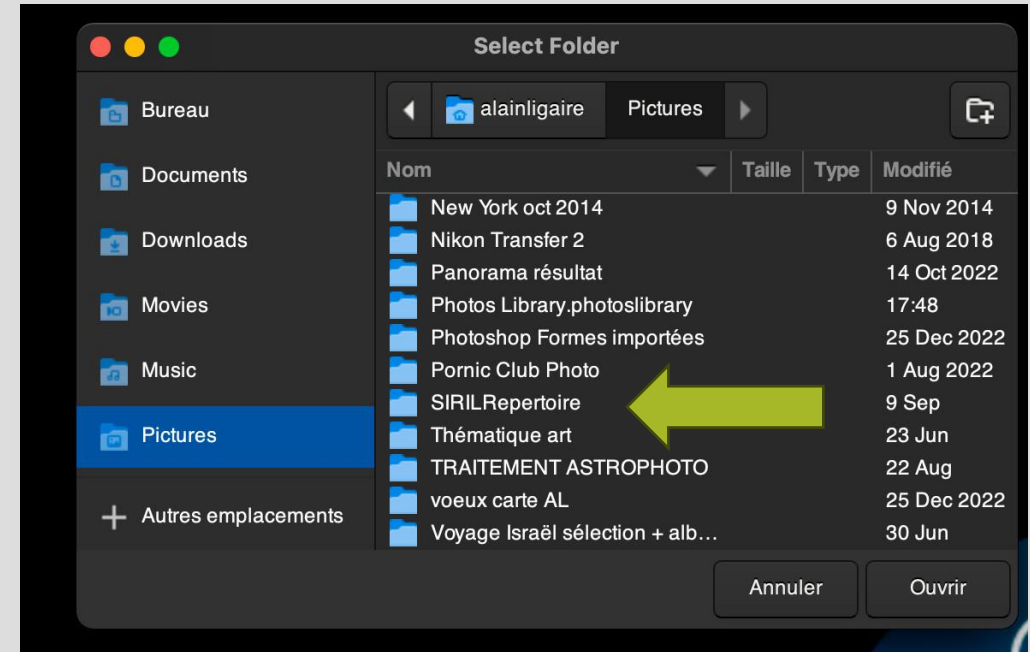 Select Folder
Bureau
Documents
Downloads
Movies
Music
Pictures
Autres emplacements
alainligaire Pictures
Nom Taille Type Modifié
New York oct 2014 9 Nov 2014
Nikon Transfer 2 6 Aug 2018
Panorama résultat 14 Oct 2022
Photos Library.photoslibrary 17:48
Photoshop Formes importées 25 Dec 2022
Pornic Club Photo 1 Aug 2022
SIRILRepertoire 9 Sep
Thématique art 23 Jun
TRAITEMENT ASTROPHOTO 22 Aug
voeux carte AL 25 Dec 2022
Voyage Israël sélection + alb… 30 Jun
Annuler Ouvrir